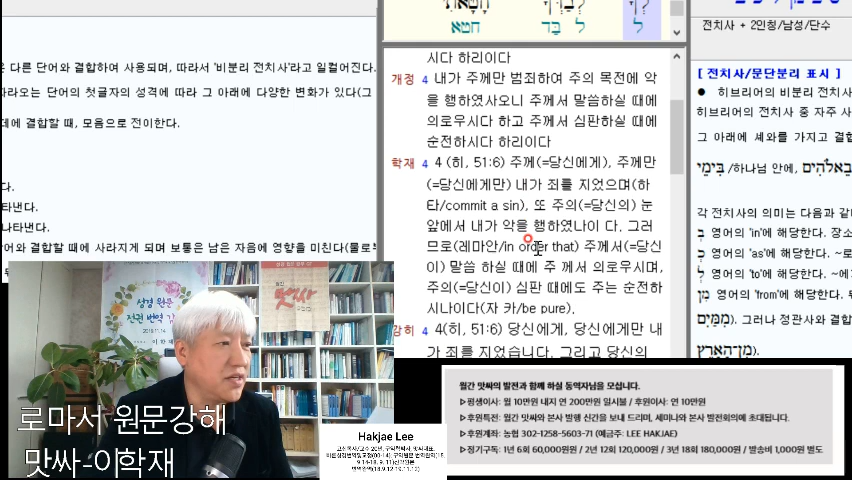 은 다른 단어와 결합하여 사용되며, 따라서 '비분리 전치사'라고 일컬어진다.
따라오는 단어의 첫글자의 성격에 따라 그 아래에 다양한 변화가 있다(그
데에 결합할 때, 모음으로 전이한다.
다.
타낸다.
나타낸다.
어와 결합할 때에 사라지게 되며 보통은 남은 자음에 영향을 미친다(물로
חטא ל בד ל
시다 하리이다
개정 4 내가 주께만 범죄하여 주의 목전에 악
을 행하였사오니 주께서 말씀하실 때에
의로우시다 하고 주께서 심판하실 때에
순전하시다 하리이다
학재 4 4 (히, 51:6) 주께(=당신에게), 주께만
(=당신에게만) 내가 죄를 지었으며(하
타/commit a sin), 또 주의(=당신의) 눈
앞에서 내가 악을 행하였나이 다. 그러
므로(레마안/in order that) 주께서(=당신
이) 말씀 하실 때에 주 께서 의로우시며,
주의(=당신이) 심판 때에도 주는 순전하
시나이다(자 카/be pure).
강히 4 4(히, 51:6) 당신에게, 당신에게만 내
가 죄를 지었습니다. 그리고 당신의
전치사 + 2인칭/남성/단수
[ 전치사/문단분리 표시 ]
● 히브리어의 비분리 전치사
히브리어의 전치사 중 자주 사
그 아래에 셰와를 가지고 결합
/하나님 안에,
각 전치사의 의미는 다음과 같
בְּ 영어의 'in'에 해당한다. 장소
כְּ 영어의 'as'에 해당한다. ~로
לְ 영어의 'to'에 해당한다. ~에
מִן 영어의 'from'에 해당한다.
). 그러나 정관사와 결합
מִן־הָאָרֶץ).
성경 원문
2018.11.14
맛싸
로마서 원문강해
맛싸-이학재
Hakjae Lee
월간 맛싸의 발전과 함께 하실 동역자님을 모십니다.
▷평생이사: 월 10만원 내지 연 200만원 일시불 / 후원이사: 연 10만원
▷후원특전: 월간 맛싸와 본사 발행 신간을 보내 드리며, 세미나와 본사 발전회의에 초대됩니다.
▷후원계좌: 농협 302-1258-5603-71 (예금주: LEE HAKJAE)
▷정기구독: 1년 6회 60,000원원 / 2년 12회 120,000원 / 3년 18회 180,000원 / 발송비 1,000원 별도